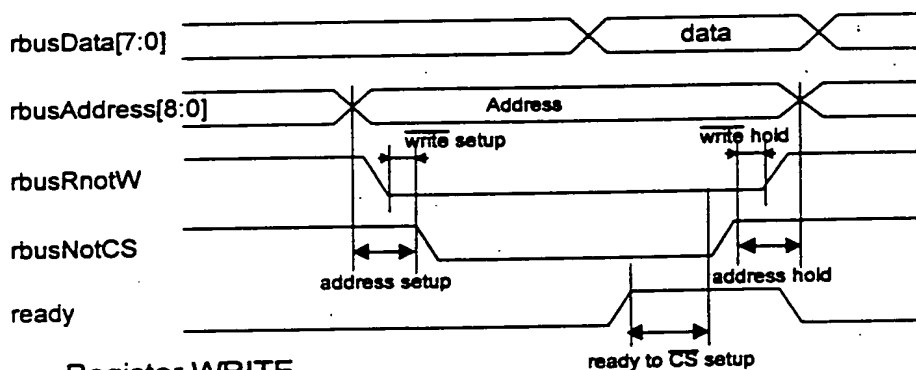 rbusData[7:0]
data
rbusAddress[8:0]
Address
write setup
write hold
rbusRnotW
rbusNotCS
address setup
address hold
ready
ready to CS setup
Register WRITE